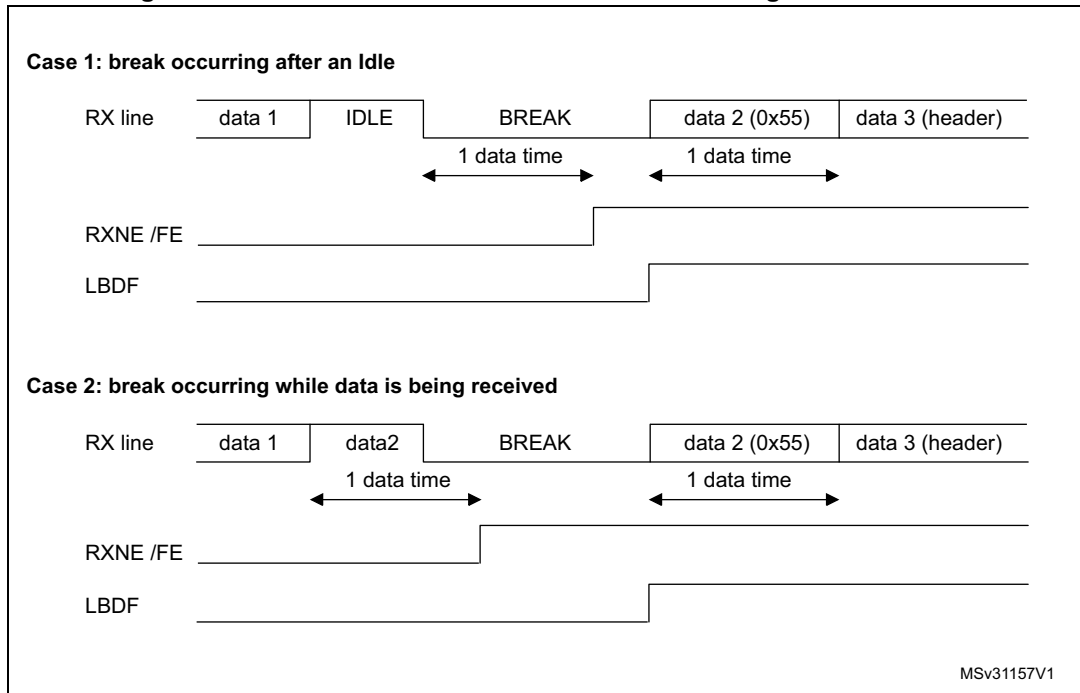 Case 1: break occurring after an Idle
RX line data 1 IDLE BREAK data 2 (0x55) data 3 (header)
1 data time 1 data time
RXNE /FE
LBDF
Case 2: break occurring while data is being received
RX line data 1 data2 BREAK data 2 (0x55) data 3 (header)
1 data time 1 data time
RXNE /FE
LBDF
MSv31157V1